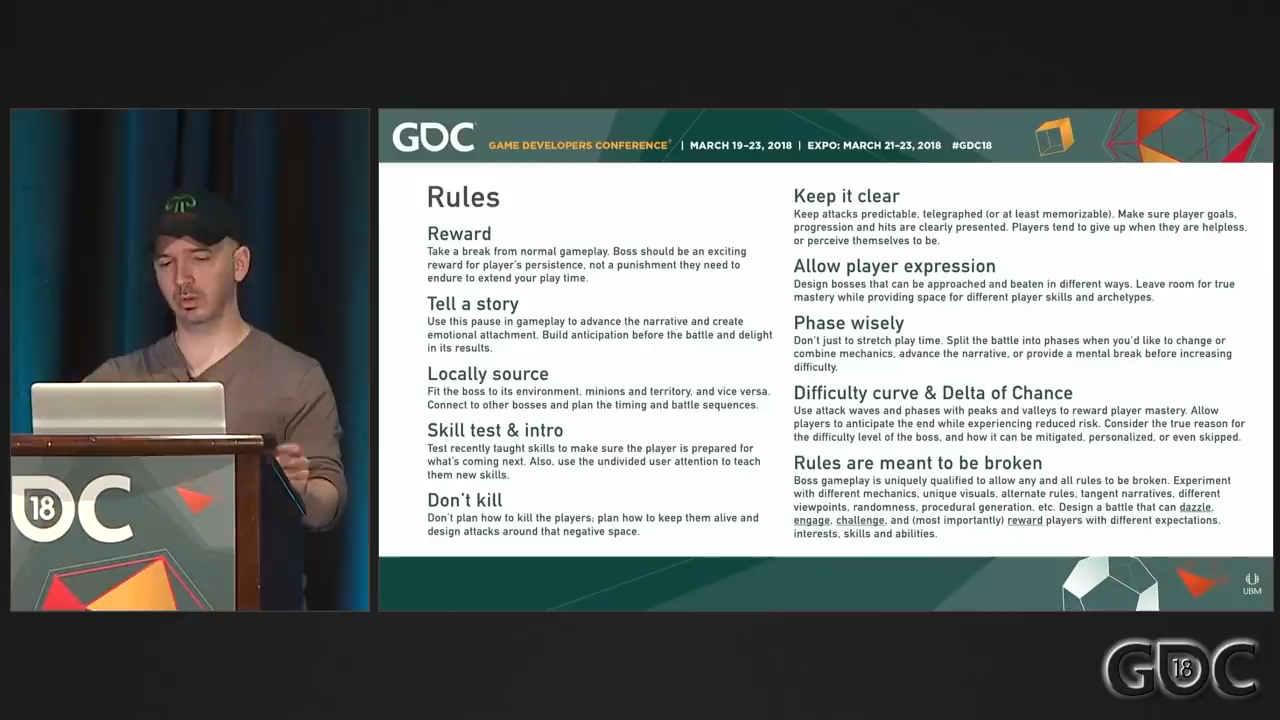 GDC GAME DEVELOPERS CONFERENCE® | MARCH 19–23, 2018 | EXPO: MARCH 21–23, 2018 #GDC18
Rules
Reward
Take a break from normal gameplay. Boss should be an exciting
reward for player's persistence, not a punishment they need to
endure to extend your play time.
Tell a story
Use this pause in gameplay to advance the narrative and create
emotional attachment. Build anticipation before the battle and delight
in its results.
Locally source
Fit the boss to its environment, minions and territory, and vice versa.
Connect to other bosses and plan the timing and battle sequences.
Skill test & intro
Test recently taught skills to make sure the player is prepared for
what's coming next. Also, use the undivided user attention to teach
them new skills.
Don't kill
Don't plan how to kill the players; plan how to keep them alive and
design attacks around that negative space.
Keep it clear
Keep attacks predictable, telegraphed (or at least memorizable). Make sure player goals,
progression and hits are clearly presented. Players tend to give up when they are helpless,
or perceive themselves to be.
Allow player expression
Design bosses that can be approached and beaten in different ways. Leave room for true
mastery while providing space for different player skills and archetypes.
Phase wisely
Don't just to stretch play time. Split the battle into phases when you'd like to change or
combine mechanics, advance the narrative, or provide a mental break before increasing
difficulty.
Difficulty curve & Delta of Chance
Use attack waves and phases with peaks and valleys to reward player mastery. Allow
players to anticipate the end while experiencing reduced risk. Consider the true reason for
the difficulty level of the boss, and how it can be mitigated, personalized, or even skipped.
Rules are meant to be broken
Boss gameplay is uniquely qualified to allow any and all rules to be broken. Experiment
with different mechanics, unique visuals, alternate rules, tangent narratives, different
viewpoints, randomness, procedural generation, etc. Design a battle that can dazzle,
engage, challenge, and (most importantly) reward players with different expectations,
interests, skills and abilities.
UBM
GDC
18
GDC
18